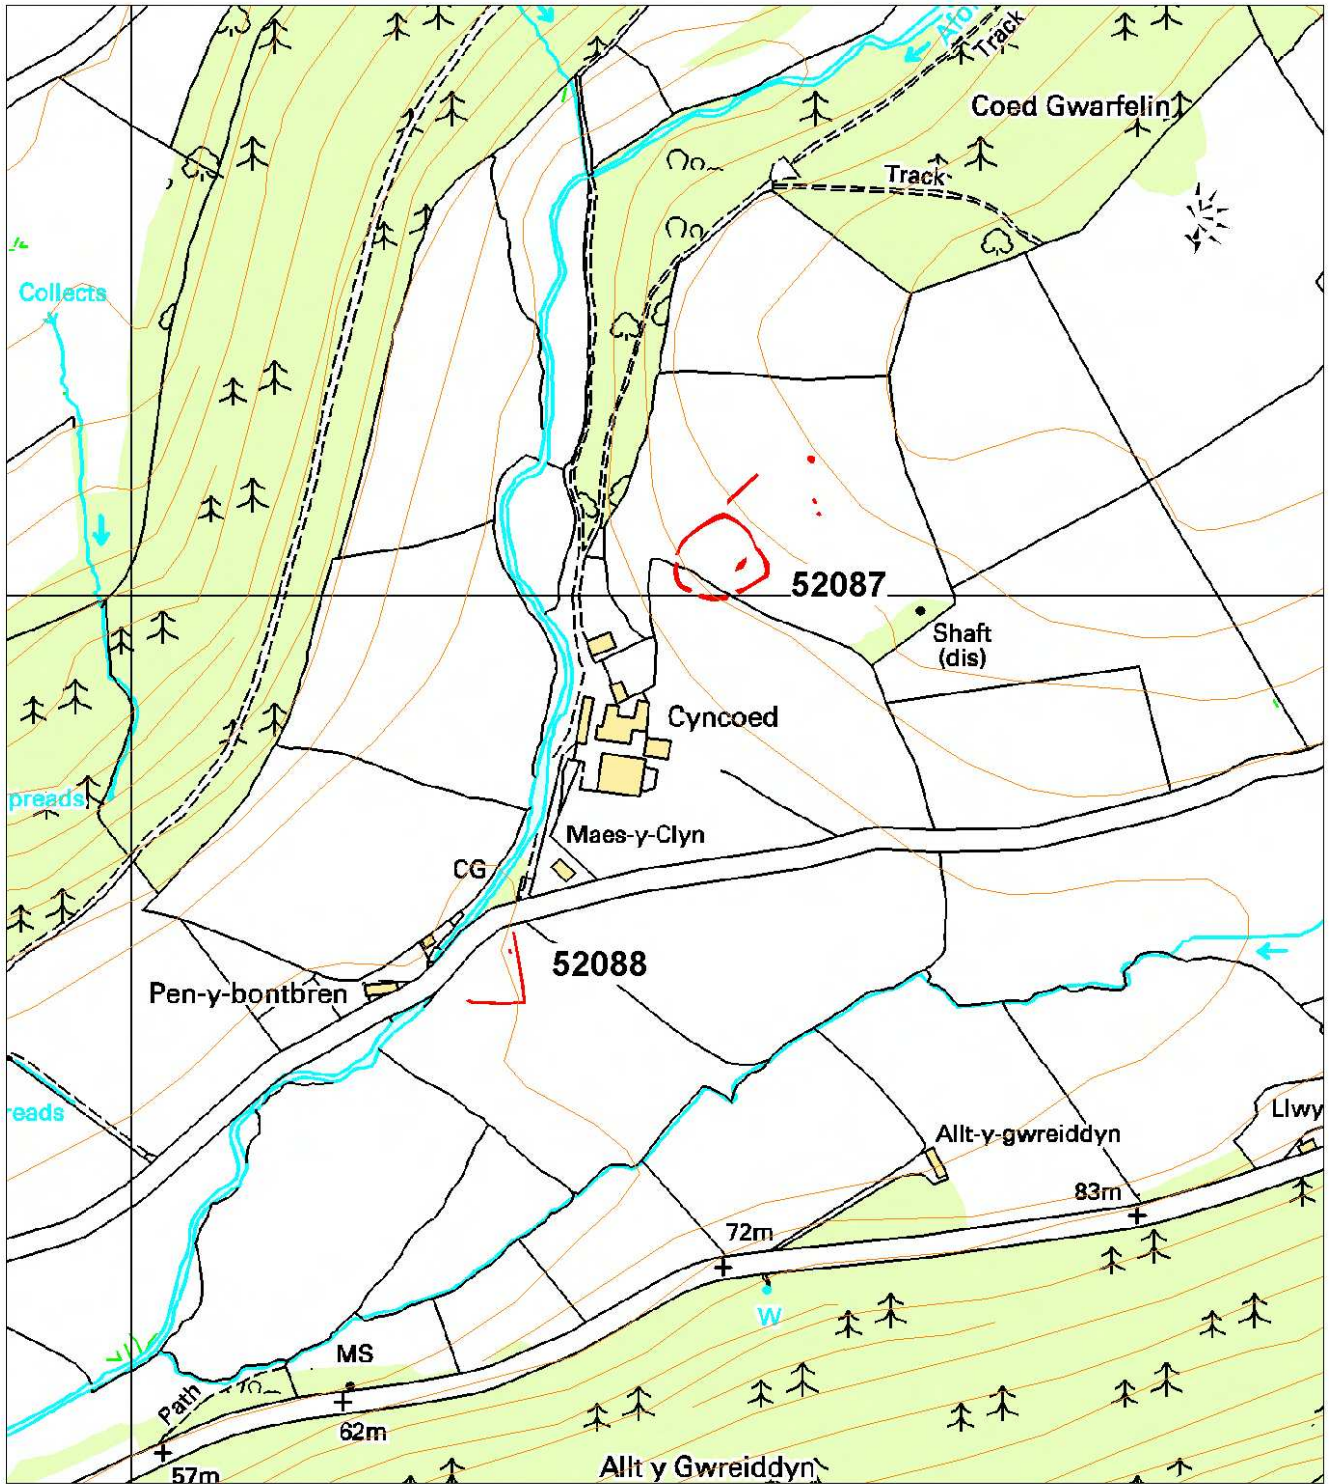 Track
Coed Gwarfelin
Track
Collects
52087
Shaft
(dis)
Cyncoed
preads
Maes-y-Clyn
CG
52088
Pen-y-bontbren
reads
Llwy
Allt-y-gwreiddyn
83m
72m
W
MS
Path
62m
57m
Allt y Gwreiddyn